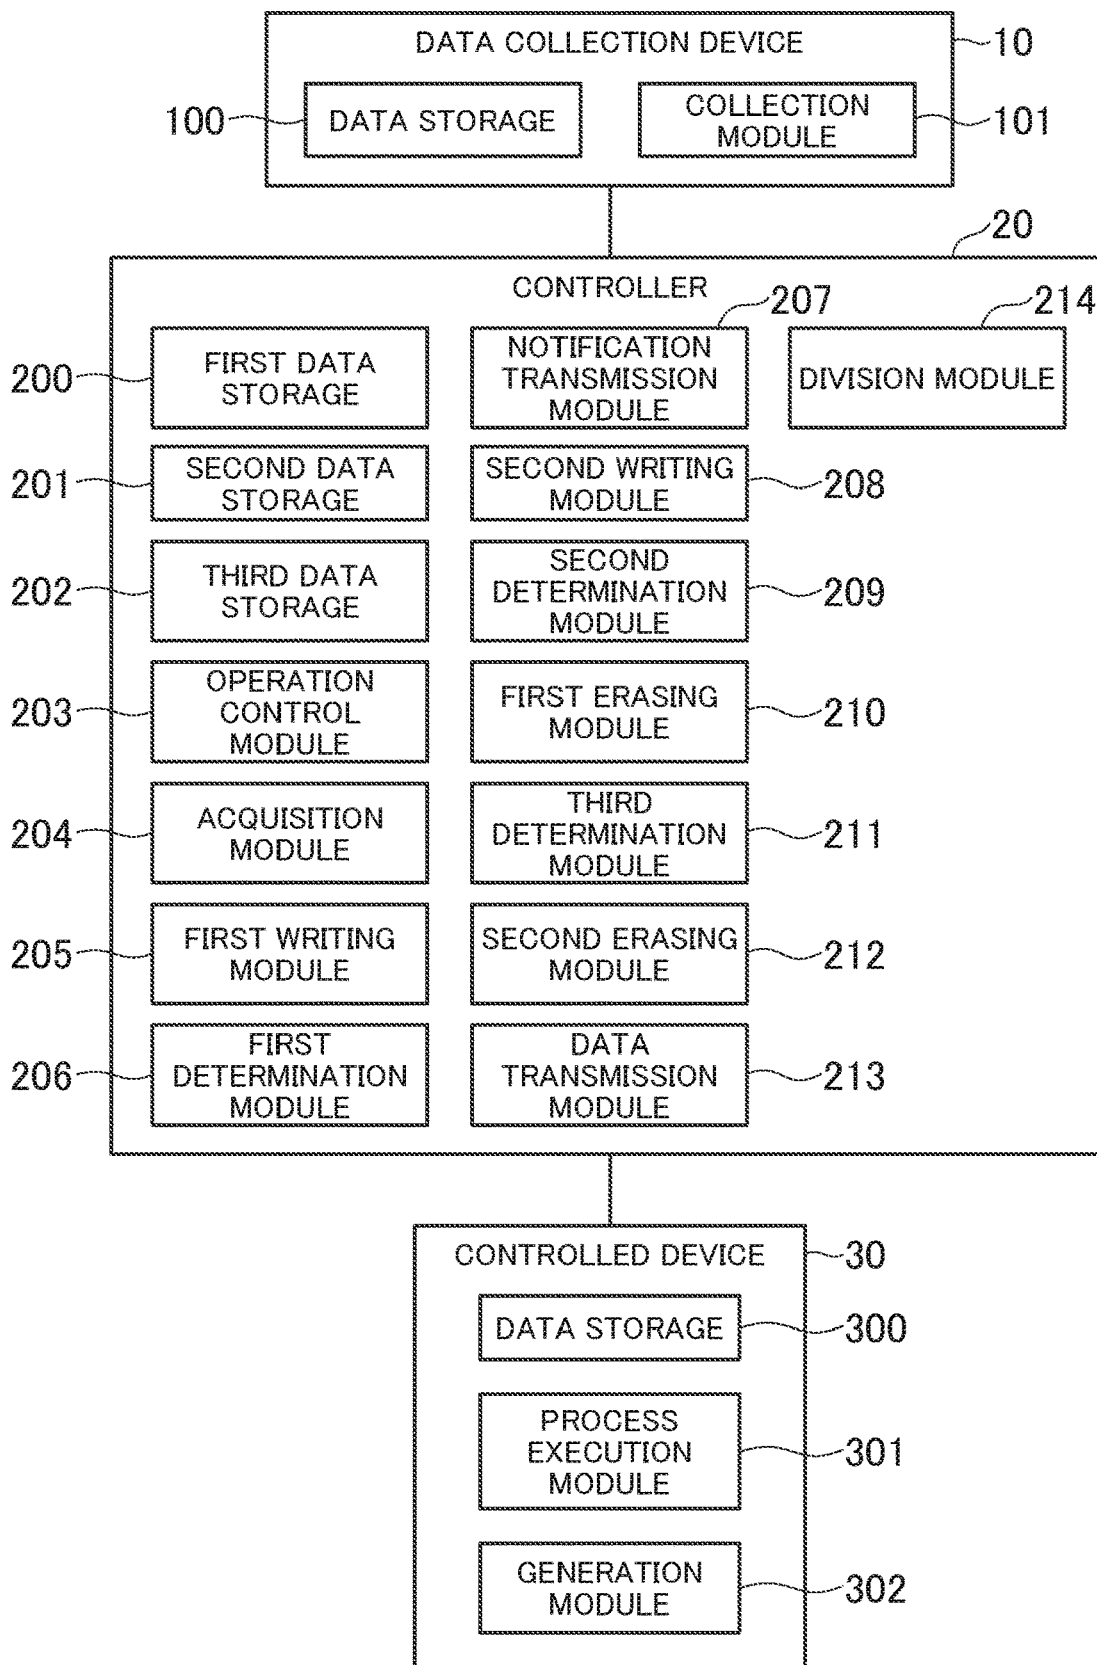 DATA COLLECTION DEVICE
10
100
DATA STORAGE
COLLECTION
MODULE
101
20
CONTROLLER
207
214
200
FIRST DATA
STORAGE
NOTIFICATION
TRANSMISSION
MODULE
DIVISION MODULE
201
SECOND DATA
STORAGE
SECOND WRITING
MODULE
208
202
THIRD DATA
STORAGE
SECOND
DETERMINATION
MODULE
209
203
OPERATION
CONTROL
MODULE
FIRST ERASING
MODULE
210
204
ACQUISITION
MODULE
THIRD
DETERMINATION
MODULE
211
205
FIRST WRITING
MODULE
SECOND ERASING
MODULE
212
206
FIRST
DETERMINATION
MODULE
DATA
TRANSMISSION
MODULE
213
CONTROLLED DEVICE
30
DATA STORAGE
300
PROCESS
EXECUTION
MODULE
301
GENERATION
MODULE
302